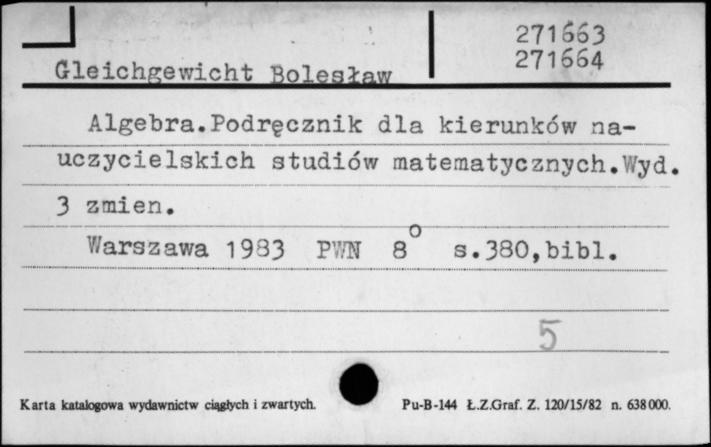 271663
271664
Gleichgewicht Bolesław
Algebra.Podręcznik dla kierunków na-
uczycielskich studiów matematycznych.Wyd.
3 zmien.
Warszawa 1983 PWN 8° s.380,bibl.
5
Karta katalogowa wydawnictw ciągłych i zwartych. Pu-B-144 Ł.Z.Graf. Z. 120/15/82 n. 638000.